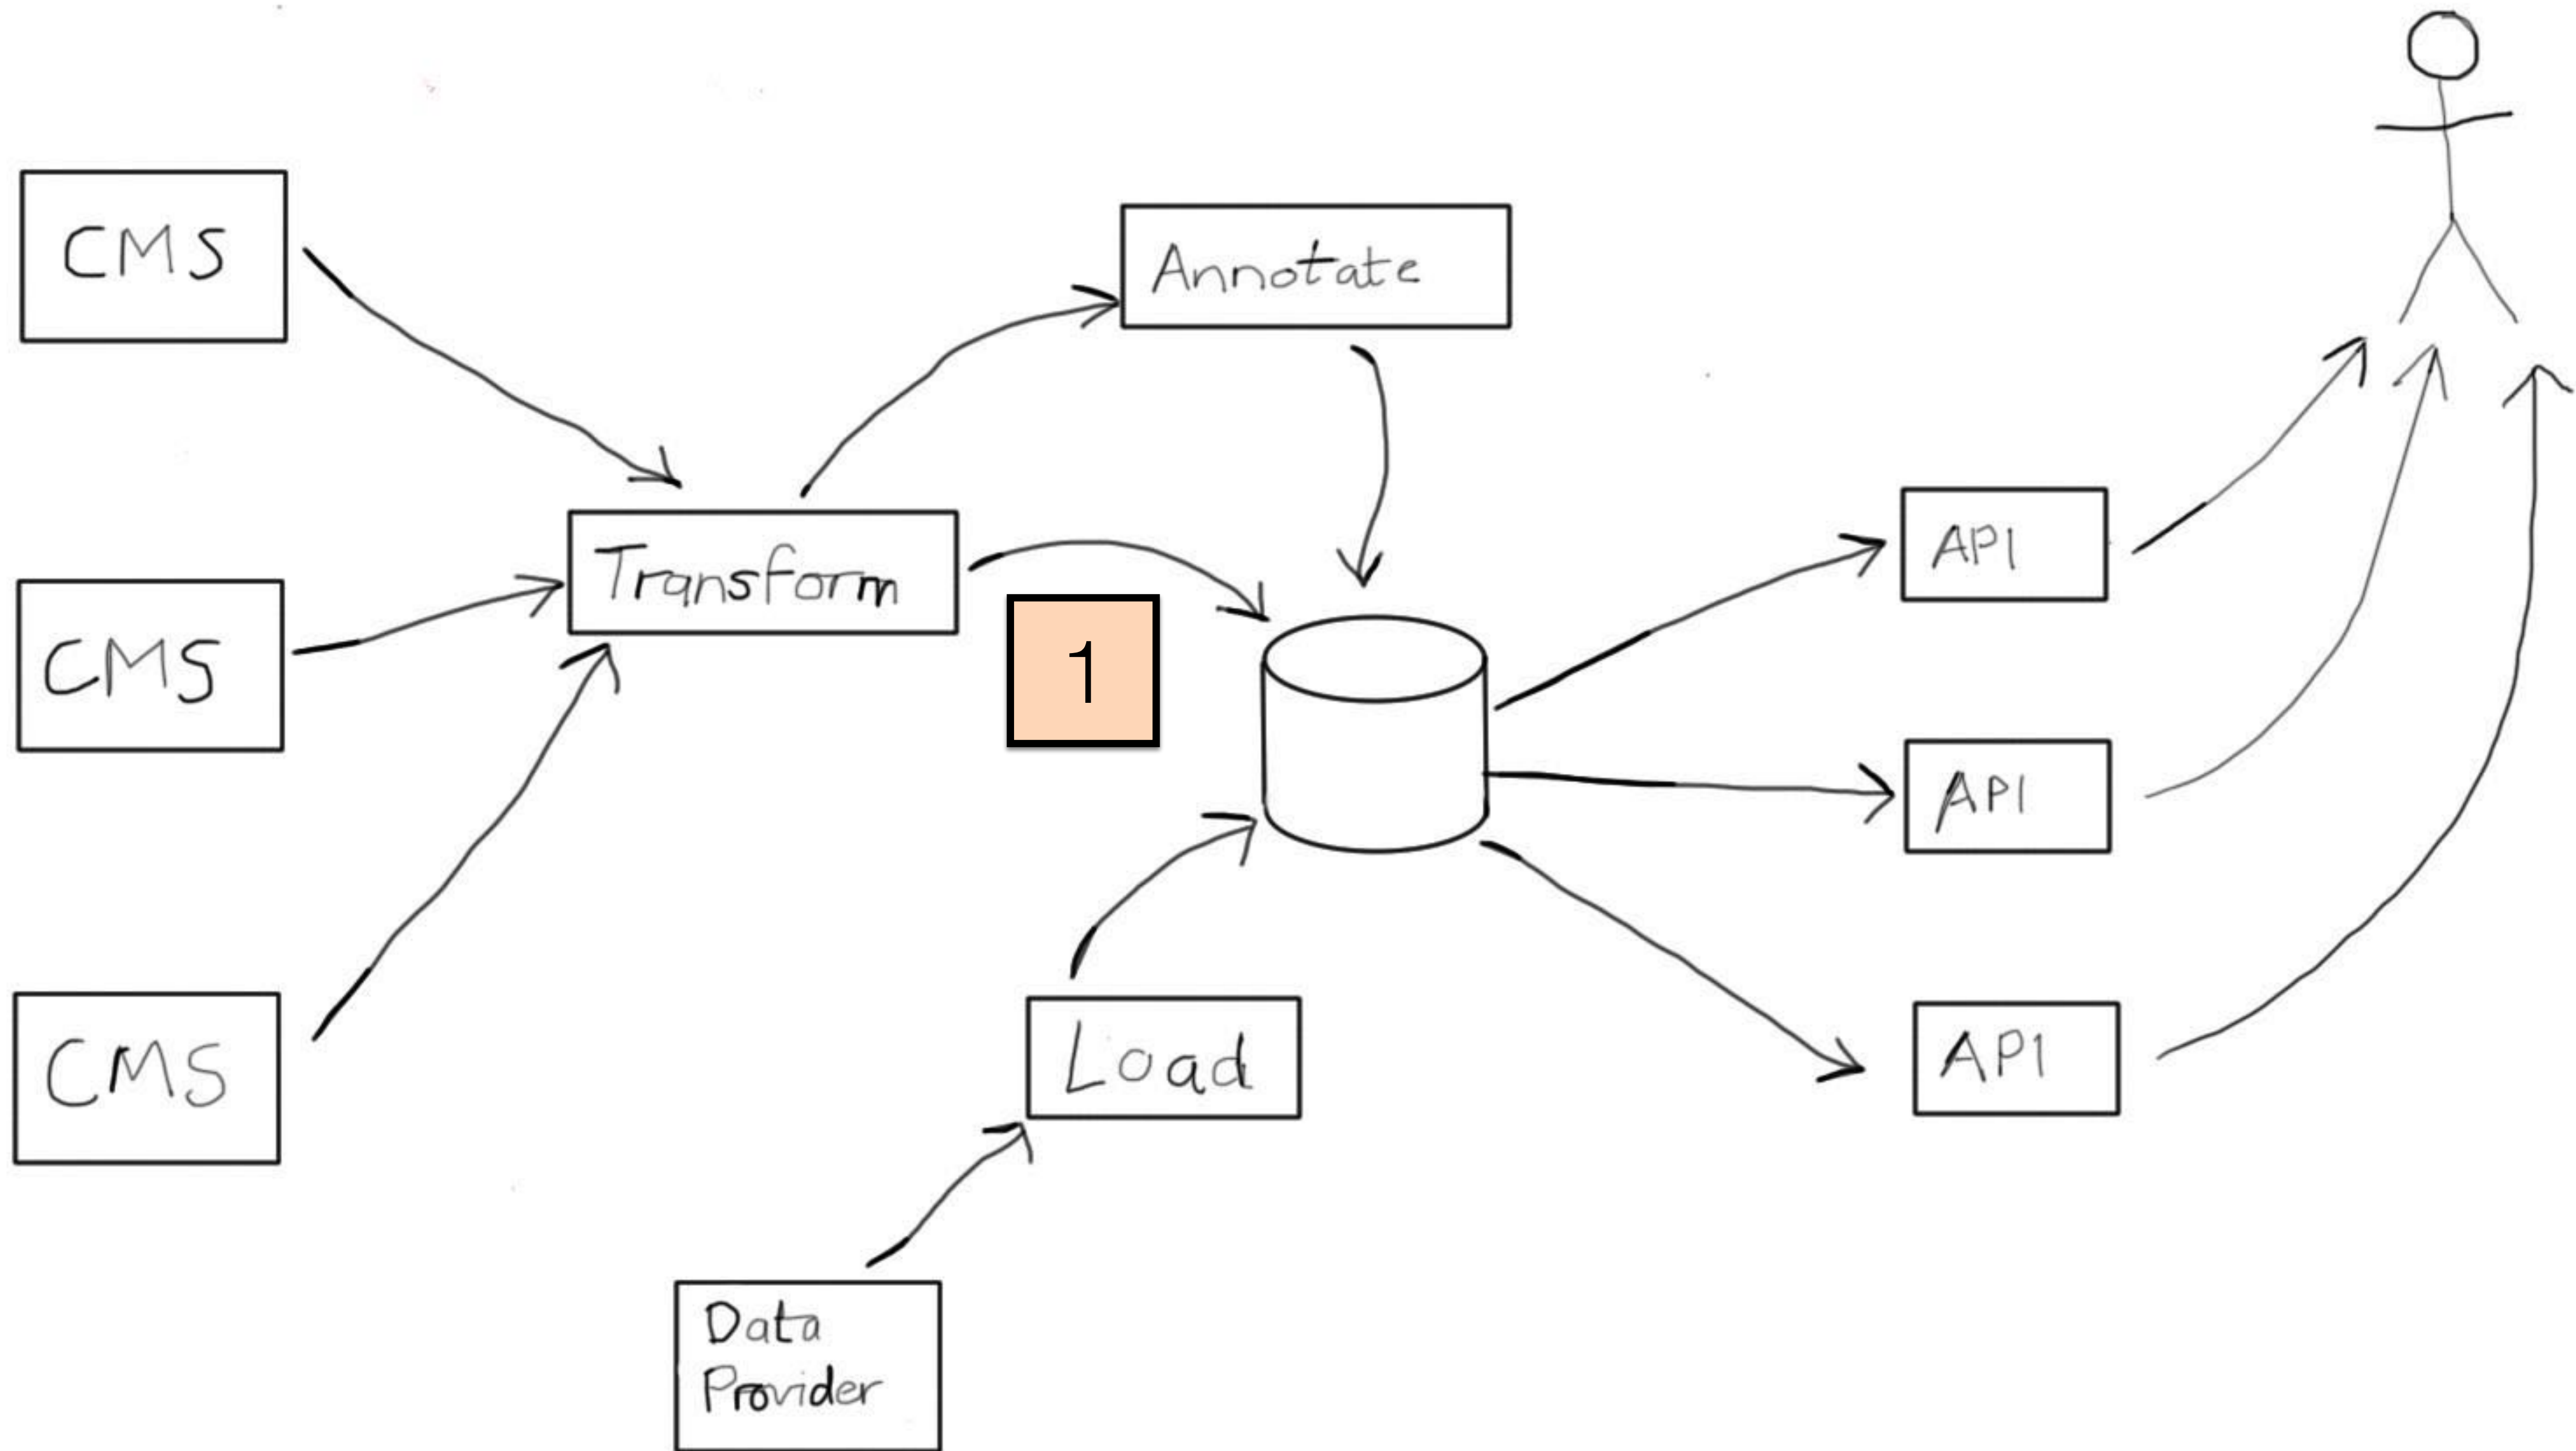 CMS
Annotate
CMS
Transform
1
API
API
CMS
Load
API
Data
Provider